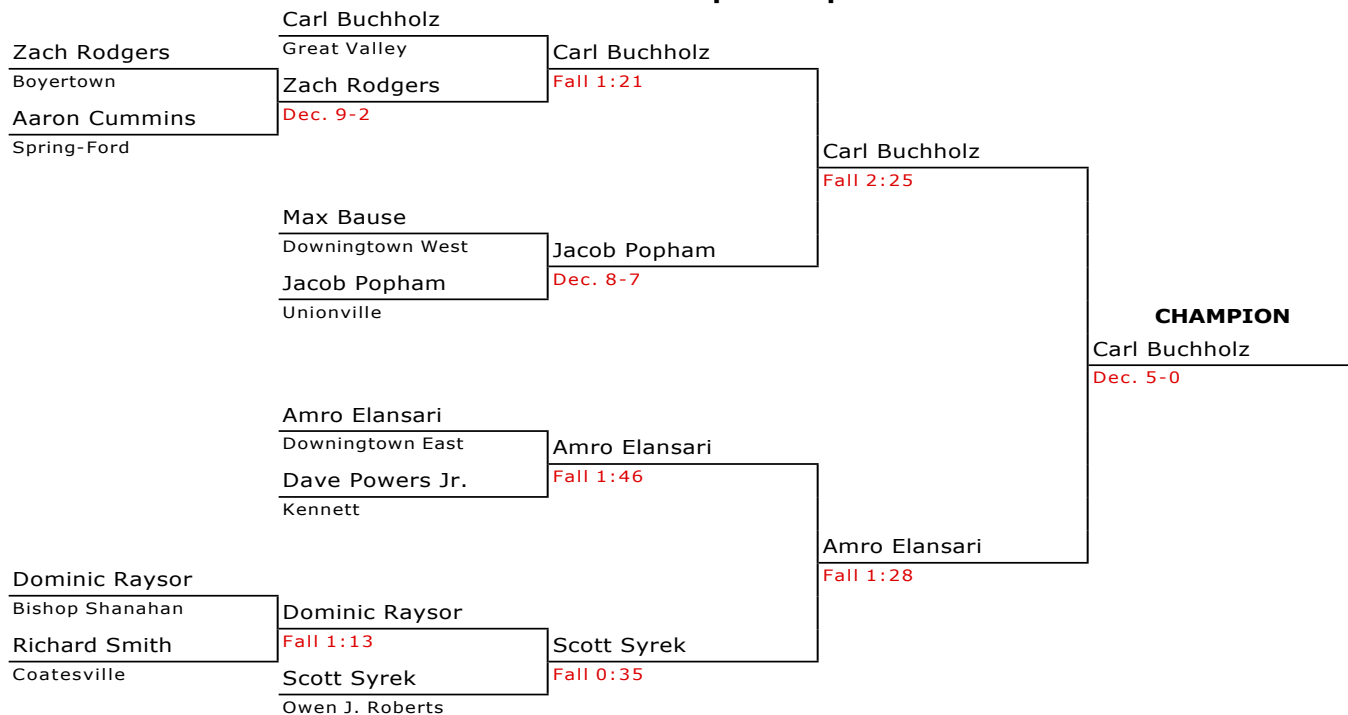 Carl Buchholz
Zach Rodgers
Great Valley
Carl Buchholz
Boyertown
Zach Rodgers
Fall 1:21
Aaron Cummins
Dec. 9-2
Spring-Ford
Carl Buchholz
Fall 2:25
Max Bause
Downingtown West
Jacob Popham
Jacob Popham
Dec. 8-7
Unionville
CHAMPION
Carl Buchholz
Dec. 5-0
Amro Elansari
Downingtown East
Amro Elansari
Dave Powers Jr.
Fall 1:46
Kennett
Amro Elansari
Fall 1:28
Dominic Raysor
Bishop Shanahan
Dominic Raysor
Richard Smith
Fall 1:13
Scott Syrek
Coatesville
Scott Syrek
Fall 0:35
Owen J. Roberts